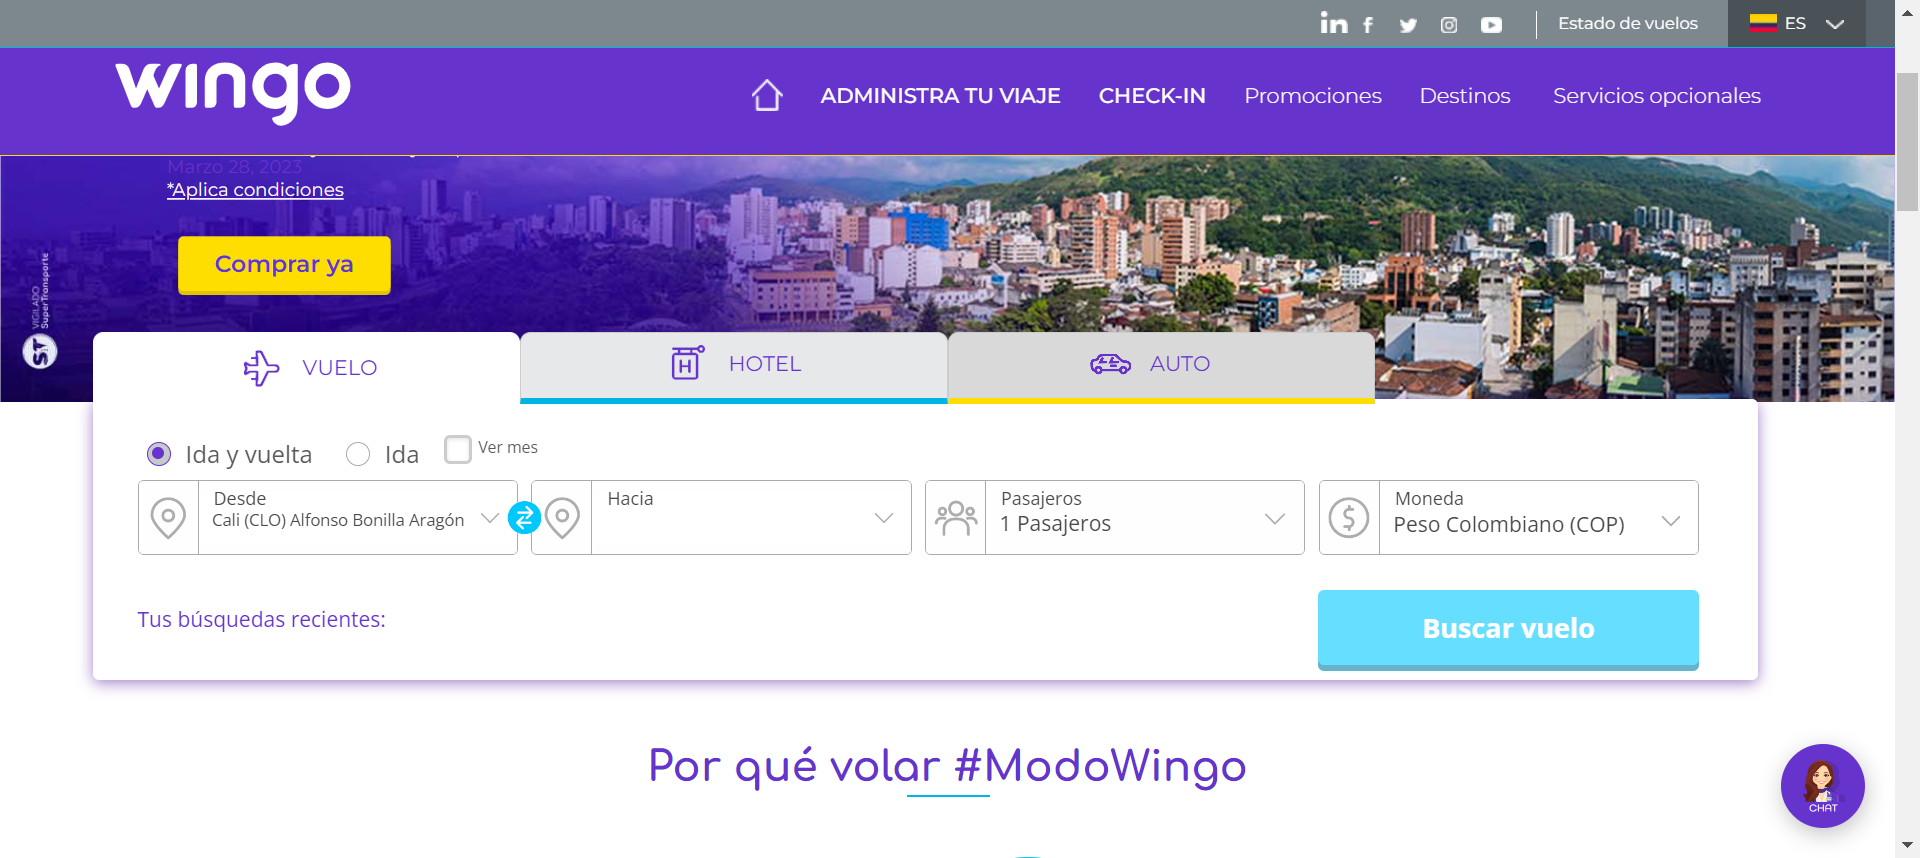 Estado de vuelos
ES
wingo
ADMINISTRA TU VIAJE
CHECK-IN
Promociones
Destinos
Servicios opcionales
Marzo 28, 2023
*Aplica condiciones
Comprar ya
VIGILADO
SuperTransporte
ST
VUELO
HOTEL
AUTO
Ida y vuelta
Ida
Ver mes
Desde
Cali (CLO) Alfonso Bonilla Aragón
Hacia
Pasajeros
1 Pasajeros
Moneda
Peso Colombiano (COP)
Tus búsquedas recientes:
Buscar vuelo
Por qué volar #ModoWingo
CHAT